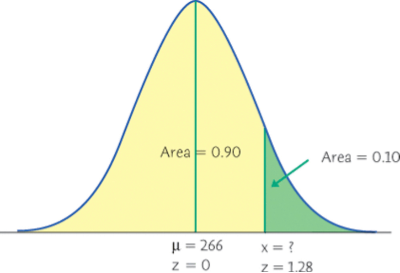 Area = 0.90
Area = 0.10
μ = 266
z = 0
x = ?
z = 1.28